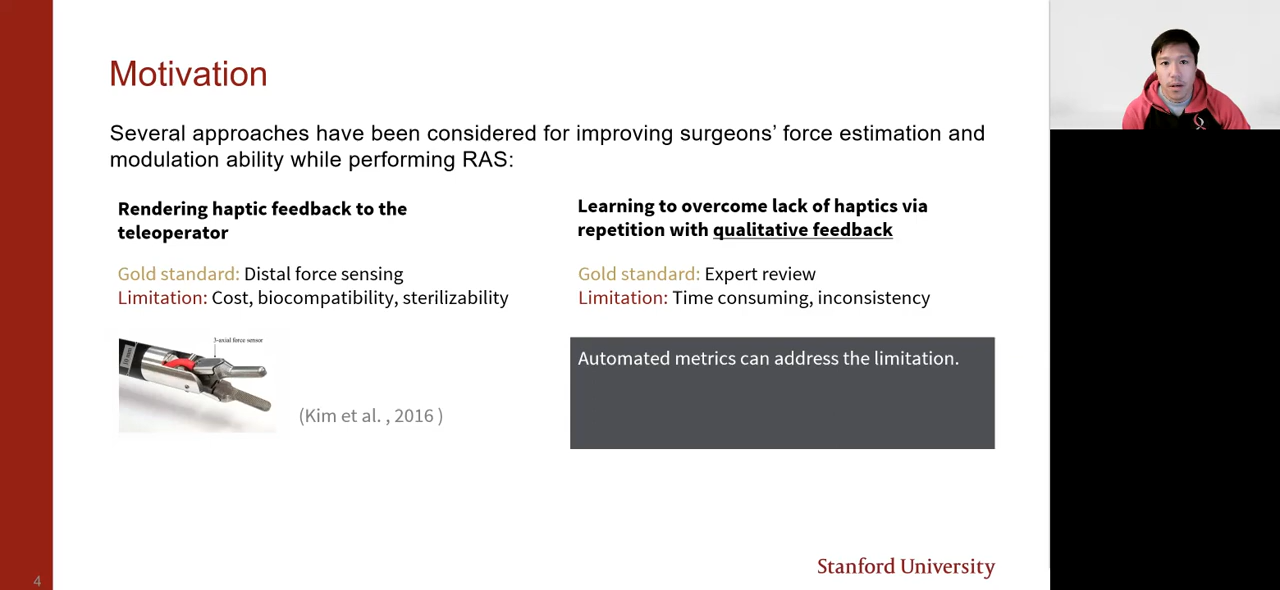 Motivation
Several approaches have been considered for improving surgeons' force estimation and
modulation ability while performing RAS:
Rendering haptic feedback to the
teleoperator
Gold standard: Distal force sensing
Limitation: Cost, biocompatibility, sterilizability
3-axial force sensor
(Kim et al. , 2016 )
Learning to overcome lack of haptics via
repetition with qualitative feedback
Gold standard: Expert review
Limitation: Time consuming, inconsistency
Automated metrics can address the limitation.
Stanford University
4